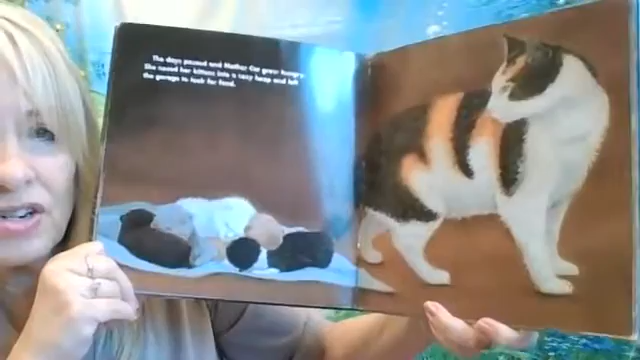 The days passed and Mother Cat grew hungry.
She nosed her kittens into a cozy heap and left
the garage to look for food.